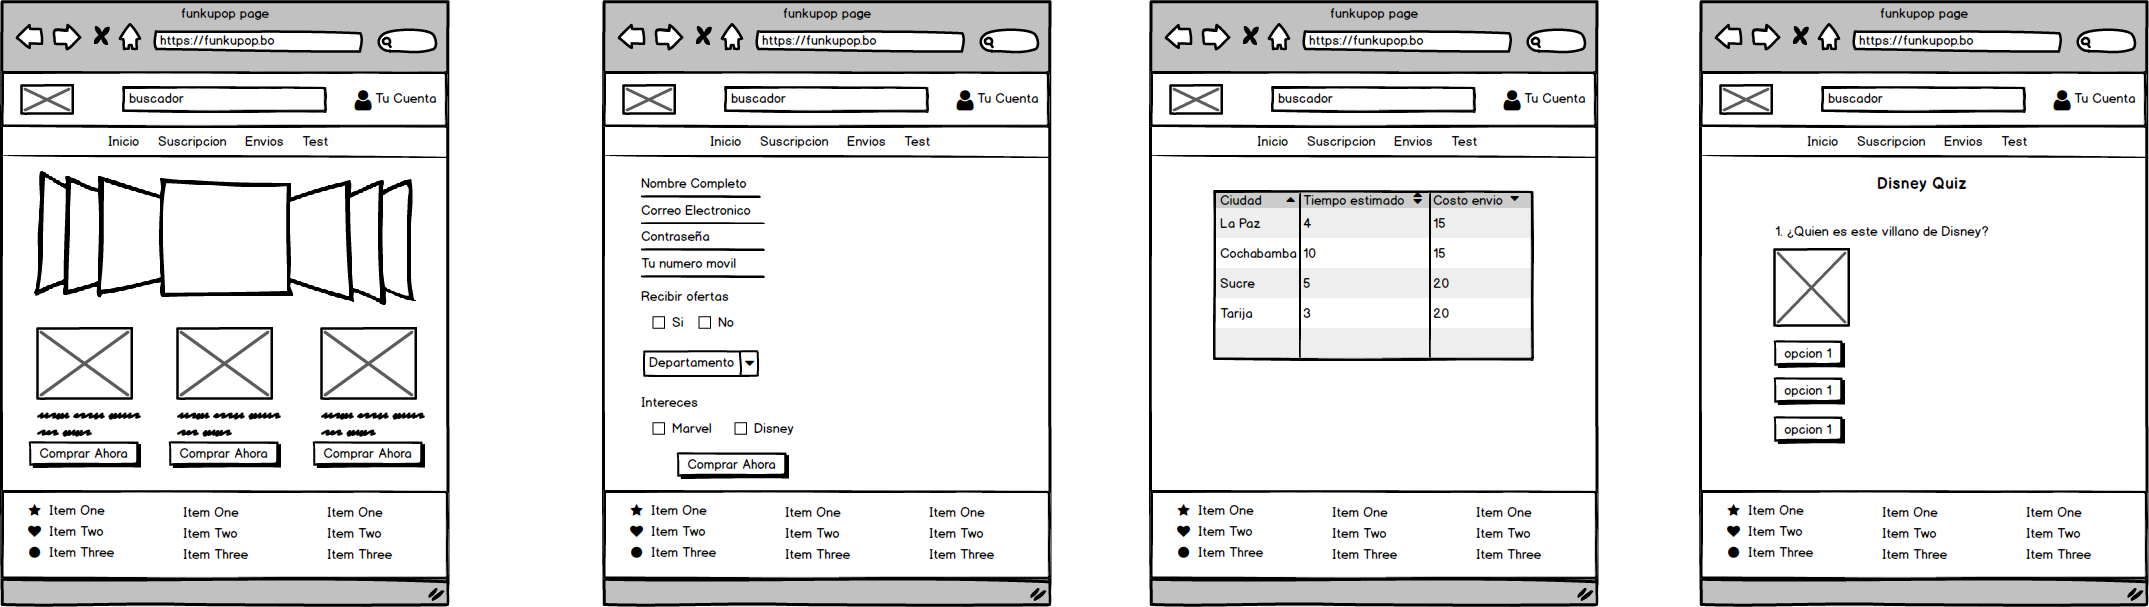 funkupop page
https://funkupop.bo
buscador
Tu Cuenta
Inicio Suscripcion Envios Test
Comprar Ahora Comprar Ahora Comprar Ahora
Item One Item One Item One
Item Two Item Two Item Two
Item Three Item Three Item Three
funkupop page
https://funkupop.bo
buscador
Tu Cuenta
Inicio Suscripcion Envios Test
Nombre Completo
Correo Electronico
Contraseña
Tu numero movil
Recibir ofertas
Si No
Departamento
Intereces
Marvel Disney
Comprar Ahora
Item One Item One Item One
Item Two Item Two Item Two
Item Three Item Three Item Three
funkupop page
https://funkupop.bo
buscador
Tu Cuenta
Inicio Suscripcion Envios Test
Ciudad Tiempo estimado Costo envio
La Paz 4 15
Cochabamba 10 15
Sucre 5 20
Tarija 3 20
Item One Item One Item One
Item Two Item Two Item Two
Item Three Item Three Item Three
funkupop page
https://funkupop.bo
buscador
Tu Cuenta
Inicio Suscripcion Envios Test
Disney Quiz
1. ¿Quien es este villano de Disney?
opcion 1
opcion 1
opcion 1
Item One Item One Item One
Item Two Item Two Item Two
Item Three Item Three Item Three